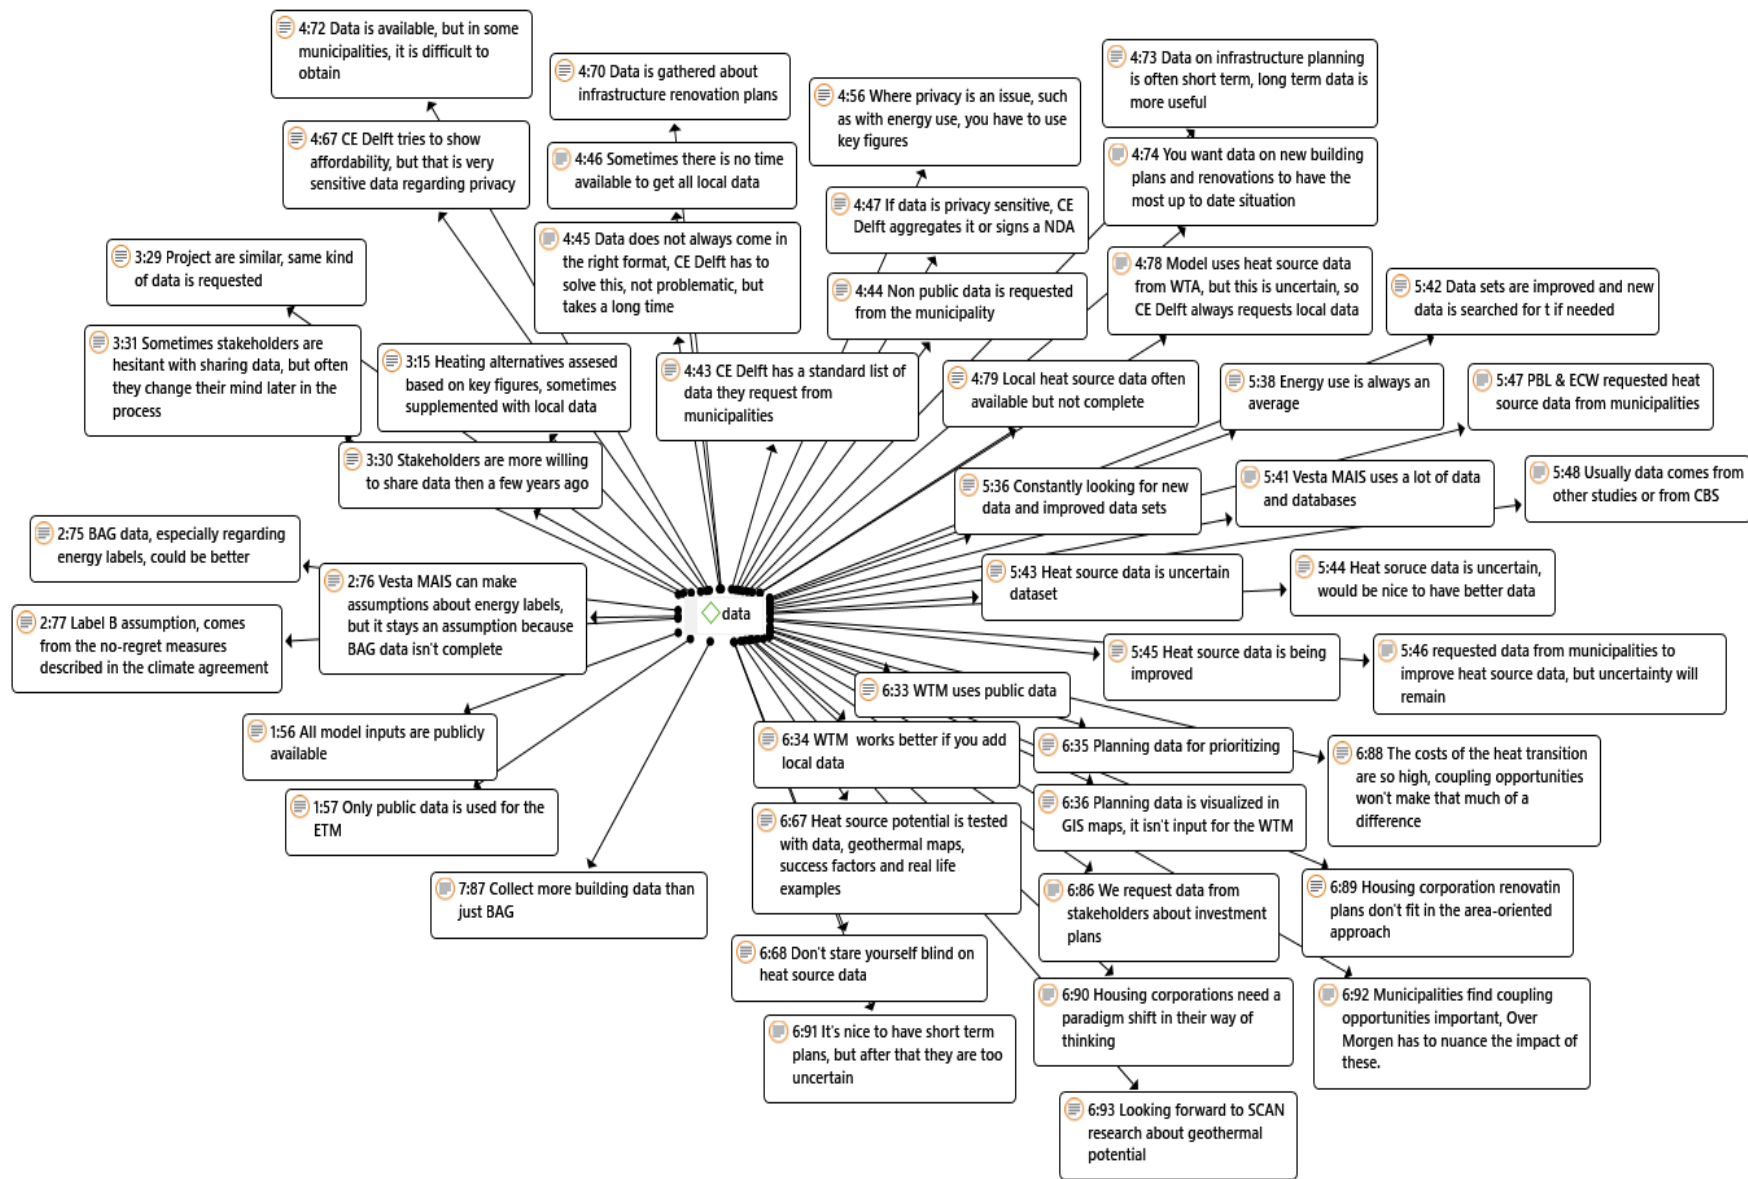 4:72 Data is available, but in some
municipalities, it is difficult to
obtain
4:70 Data is gathered about
infrastructure renovation plans
4:73 Data on infrastructure planning
is often short term, long term data is
more useful
4:56 Where privacy is an issue, such
as with energy use, you have to use
key figures
4:67 CE Delft tries to show
affordability, but that is very
sensitive data regarding privacy
4:46 Sometimes there is no time
available to get all local data
4:74 You want data on new building
plans and renovations to have the
most up to date situation
4:47 If data is privacy sensitive, CE
Delft aggregates it or signs a NDA
4:45 Data does not always come in
the right format, CE Delft has to
solve this, not problematic, but
takes a long time
3:29 Project are similar, same kind
of data is requested
4:78 Model uses heat source data
from WTA, but this is uncertain, so
CE Delft always requests local data
4:44 Non public data is requested
from the municipality
5:42 Data sets are improved and new
data is searched for t if needed
3:31 Sometimes stakeholders are
hesitant with sharing data, but often
they change their mind later in the
process
3:15 Heating alternatives assesed
based on key figures, sometimes
supplemented with local data
4:43 CE Delft has a standard list of
data they request from
municipalities
4:79 Local heat source data often
available but not complete
5:38 Energy use is always an
average
5:47 PBL & ECW requested heat
source data from municipalities
3:30 Stakeholders are more willing
to share data then a few years ago
5:36 Constantly looking for new
data and improved data sets
5:41 Vesta MAIS uses a lot of data
and databases
5:48 Usually data comes from
other studies or from CBS
2:75 BAG data, especially regarding
energy labels, could be better
2:76 Vesta MAIS can make
assumptions about energy labels,
but it stays an assumption because
BAG data isn't complete
5:43 Heat source data is uncertain
dataset
5:44 Heat soruce data is uncertain,
would be nice to have better data
data
2:77 Label B assumption, comes
from the no-regret measures
described in the climate agreement
5:45 Heat source data is being
improved
5:46 requested data from municipalities to
improve heat source data, but uncertainty will
remain
6:33 WTM uses public data
1:56 All model inputs are publicly
available
6:34 WTM works better if you add
local data
6:35 Planning data for prioritizing
6:88 The costs of the heat transition
are so high, coupling opportunities
won't make that much of a
difference
1:57 Only public data is used for the
ETM
6:67 Heat source potential is tested
with data, geothermal maps,
success factors and real life
examples
6:36 Planning data is visualized in
GIS maps, it isn't input for the WTM
7:87 Collect more building data than
just BAG
6:86 We request data from
stakeholders about investment
plans
6:89 Housing corporation renovatin
plans don't fit in the area-oriented
approach
6:68 Don't stare yourself blind on
heat source data
6:90 Housing corporations need a
paradigm shift in their way of
thinking
6:92 Municipalities find coupling
opportunities important, Over
Morgen has to nuance the impact of
these.
6:91 It's nice to have short term
plans, but after that they are too
uncertain
6:93 Looking forward to SCAN
research about geothermal
potential